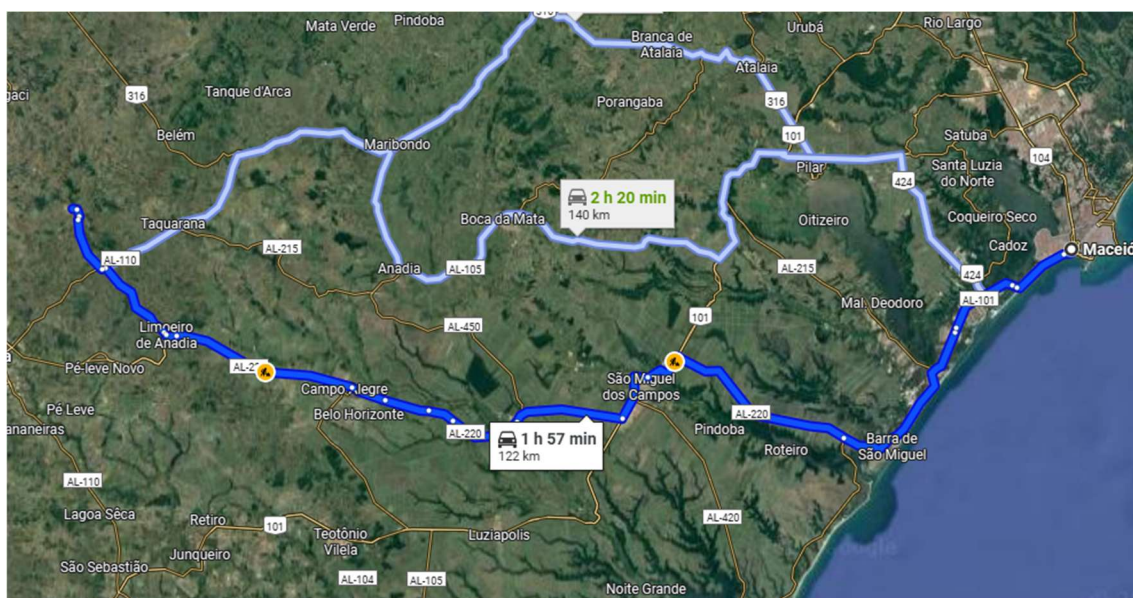 Mata Verde
Pindoba
316
Branca de
Atalaia
Urubá
Rio Largo
gaci
316
Tanque d'Arca
Porangaba
Atalaia
316
Belém
101
Satuba
104
Maribondo
Pilar
Santa Luzia
do Norte
424
2 h 20 min
140 km
Taquarana
Boca da Mata
Oitizeiro
Coqueiro Seco
AL-215
Cadoz
Maceió
AL-110
Anadia
AL-105
AL-215
424
AL-101
Mal. Deodoro
101
Limoeiro
de Anadia
AL-450
Pé-leve Novo
São Miguel
dos Campos
Campo Alegre
Belo Horizonte
Pé Leve
AL-220
AL-220
ananeiras
Pindoba
Roteiro
Barra de
São Miguel
1 h 57 min
122 km
AL-110
Lagoa Sêca
Retiro
101
Teotônio
Vilela
Luziapolis
AL-420
Junqueiro
São Sebastião
AL-104
AL-105
Noite Grande